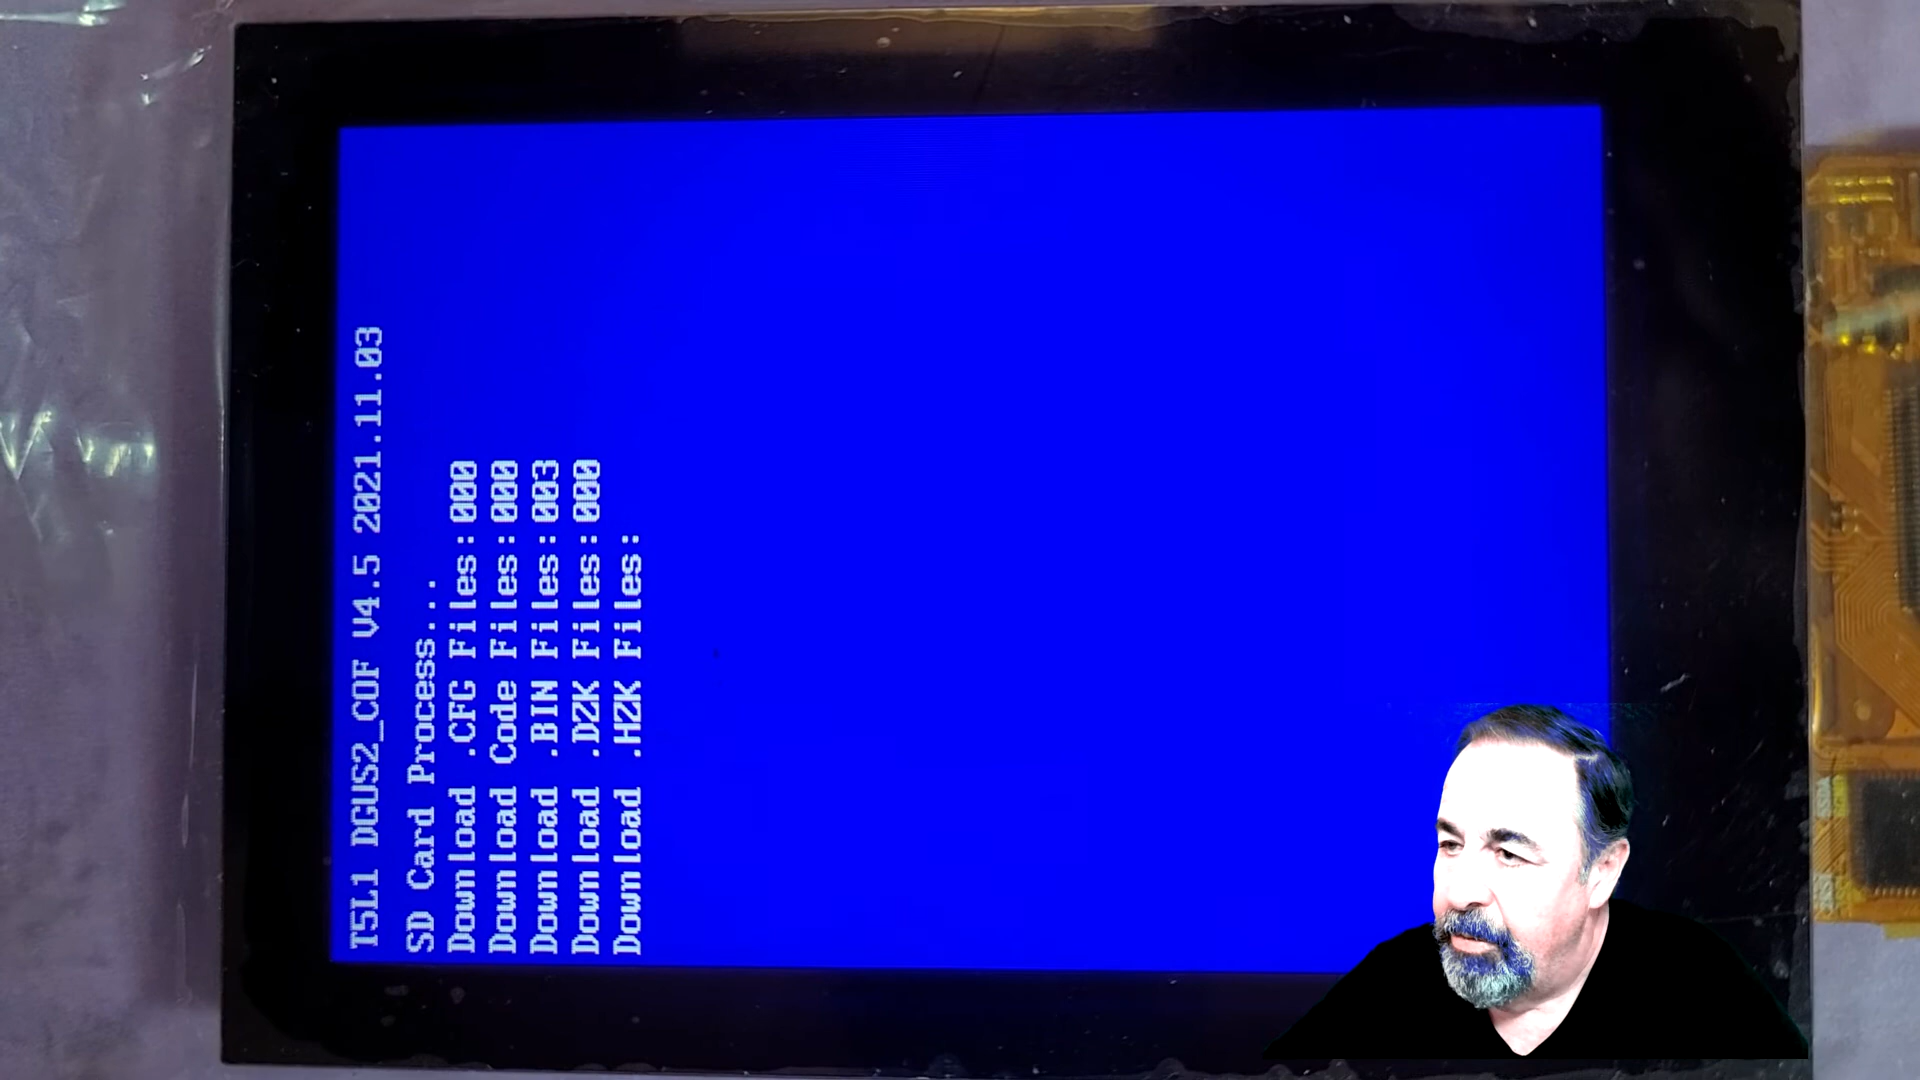 T5L1 DGUS2_COF V4.5 2021.11.03
SD Card Process...
Download .CFG Files:000
Download Code Files:000
Download .BIN Files:003
Download .DZK Files:000
Download .HZK Files: